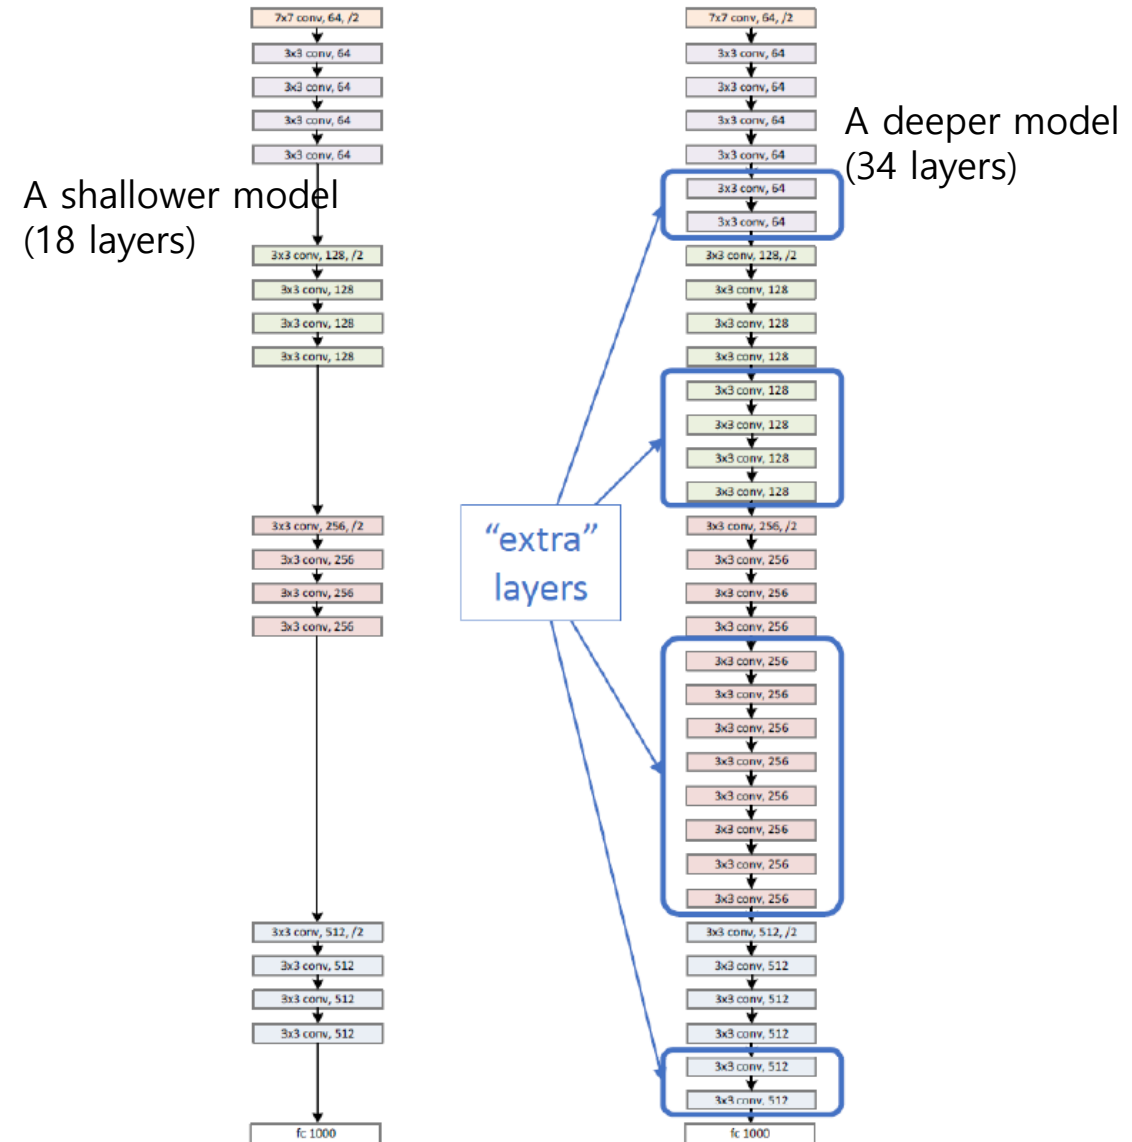 7x7 conv, 64, /2
3x3 conv, 64
3x3 conv, 64
3x3 conv, 64
3x3 conv, 64
A shallower model
(18 layers)
3x3 conv, 128, /2
3x3 conv, 128
3x3 conv, 128
3x3 conv, 128
3x3 conv, 256, /2
3x3 conv, 256
3x3 conv, 256
3x3 conv, 256
3x3 conv, 512, /2
3x3 conv, 512
3x3 conv, 512
3x3 conv, 512
fc 1000
“extra”
layers
7x7 conv, 64, /2
3x3 conv, 64
3x3 conv, 64
3x3 conv, 64
3x3 conv, 64
3x3 conv, 64
3x3 conv, 64
A deeper model
(34 layers)
3x3 conv, 128, /2
3x3 conv, 128
3x3 conv, 128
3x3 conv, 128
3x3 conv, 128
3x3 conv, 128
3x3 conv, 128
3x3 conv, 128
3x3 conv, 256, /2
3x3 conv, 256
3x3 conv, 256
3x3 conv, 256
3x3 conv, 256
3x3 conv, 256
3x3 conv, 256
3x3 conv, 256
3x3 conv, 256
3x3 conv, 256
3x3 conv, 256
3x3 conv, 256
3x3 conv, 512, /2
3x3 conv, 512
3x3 conv, 512
3x3 conv, 512
3x3 conv, 512
3x3 conv, 512
fc 1000